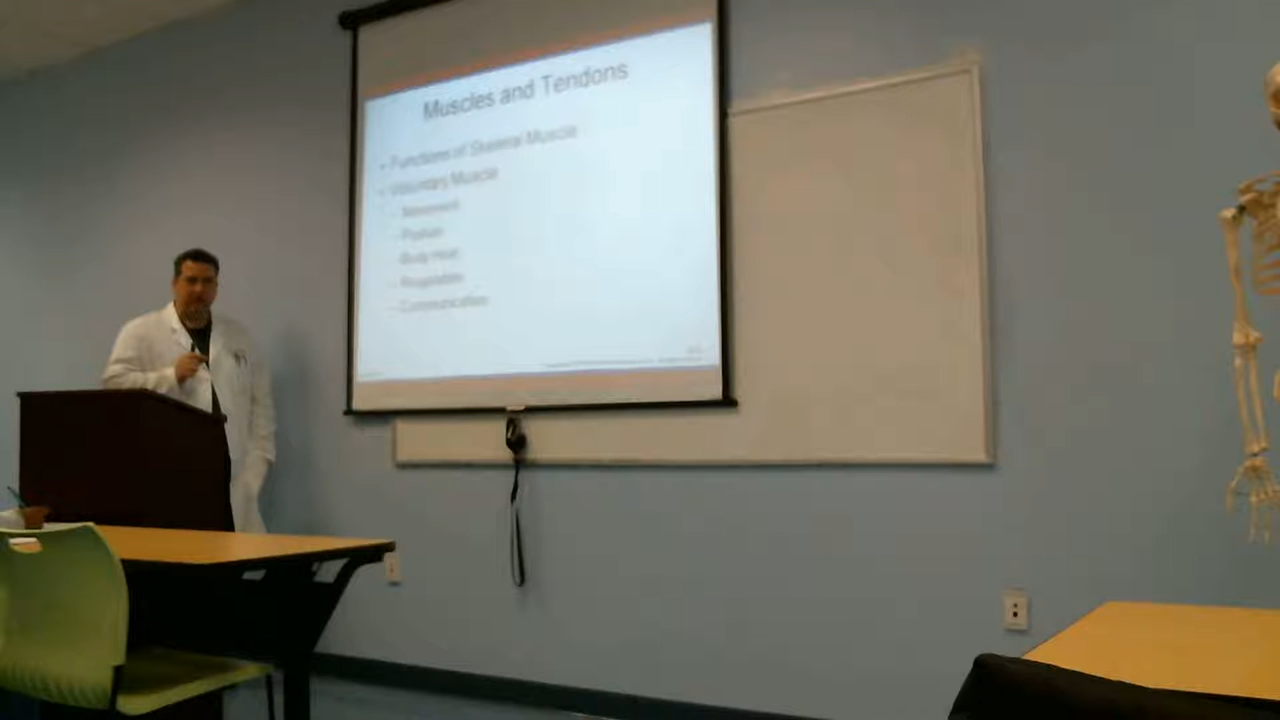 Muscles and Tendons
- Functions of Skeletal Muscle
- Voluntary Muscle
- Movement
- Posture
- Body Heat
- Respiration
- Communication